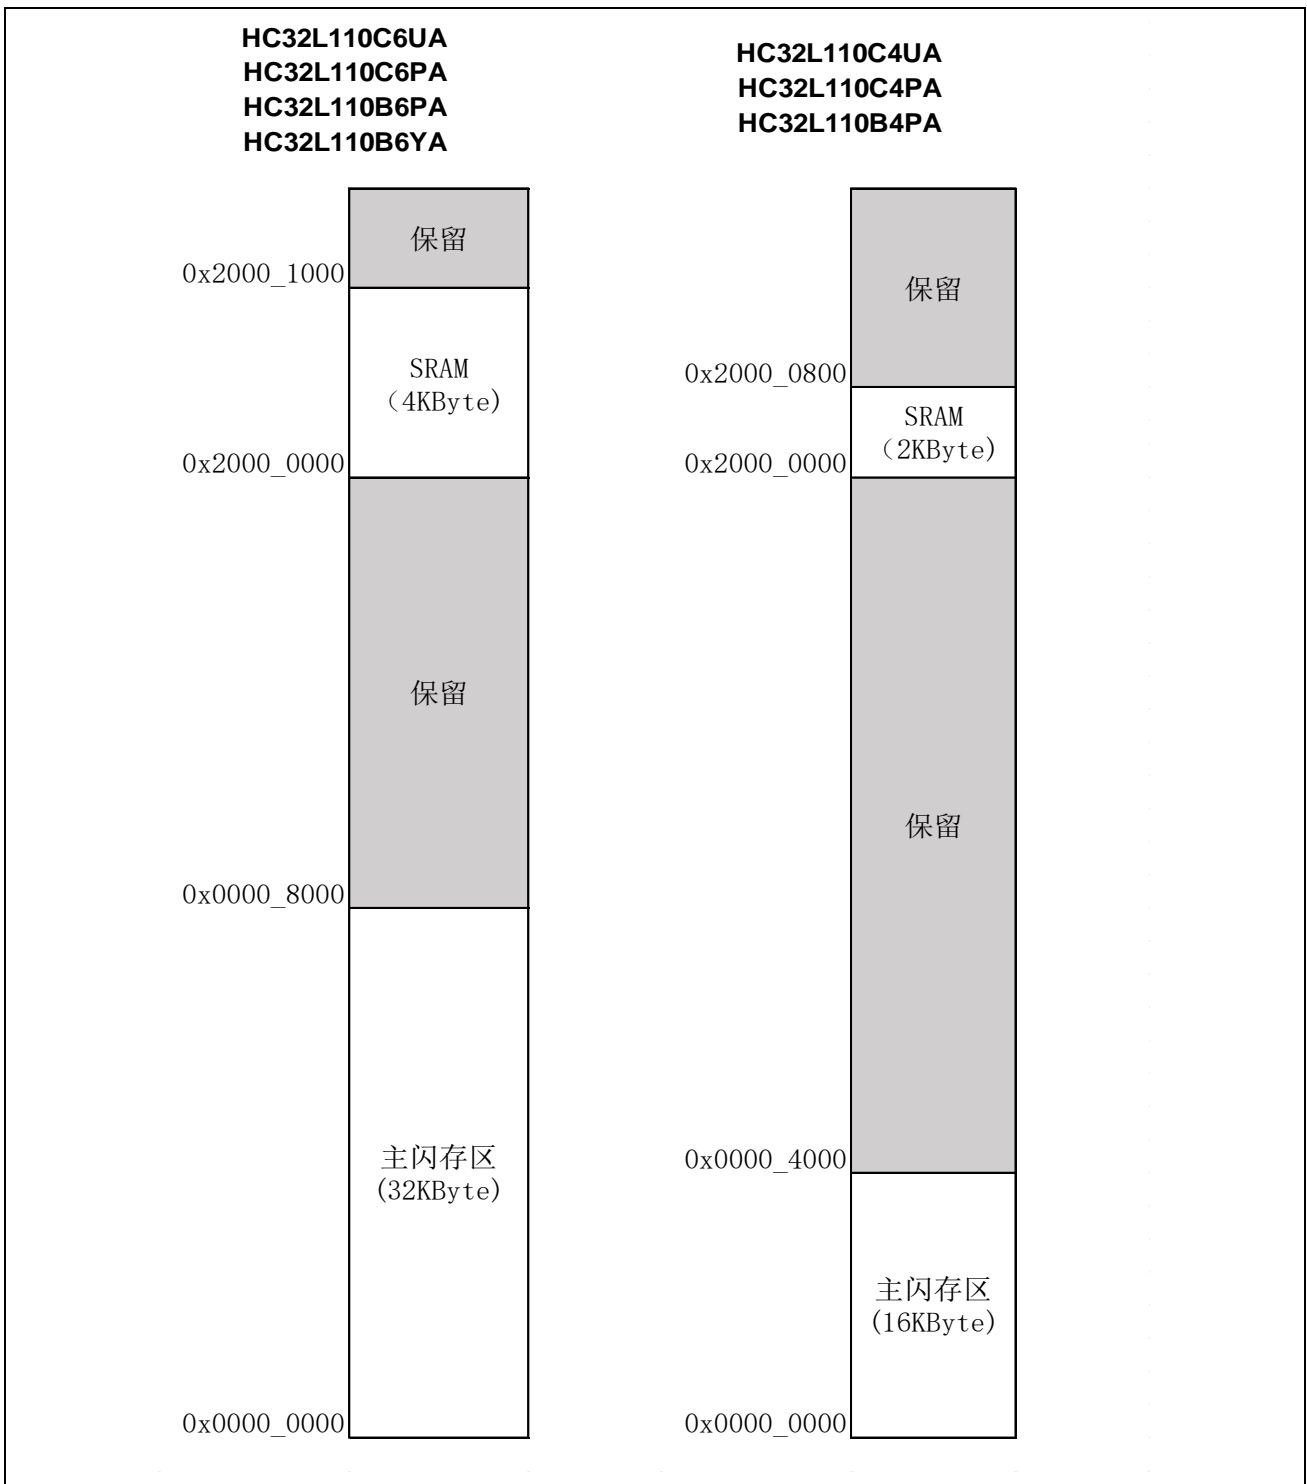 HC32L110C6UA
HC32L110C6PA
HC32L110B6PA
HC32L110B6YA
保留
0x2000_1000
SRAM
（4KByte)
0x2000_0000
保留
0x0000_8000
主闪存区
(32KByte)
0x0000_0000
HC32L110C4UA
HC32L110C4PA
HC32L110B4PA
保留
0x2000_0800
SRAM
（2KByte)
0x2000_0000
保留
0x0000_4000
主闪存区
(16KByte)
0x0000_0000